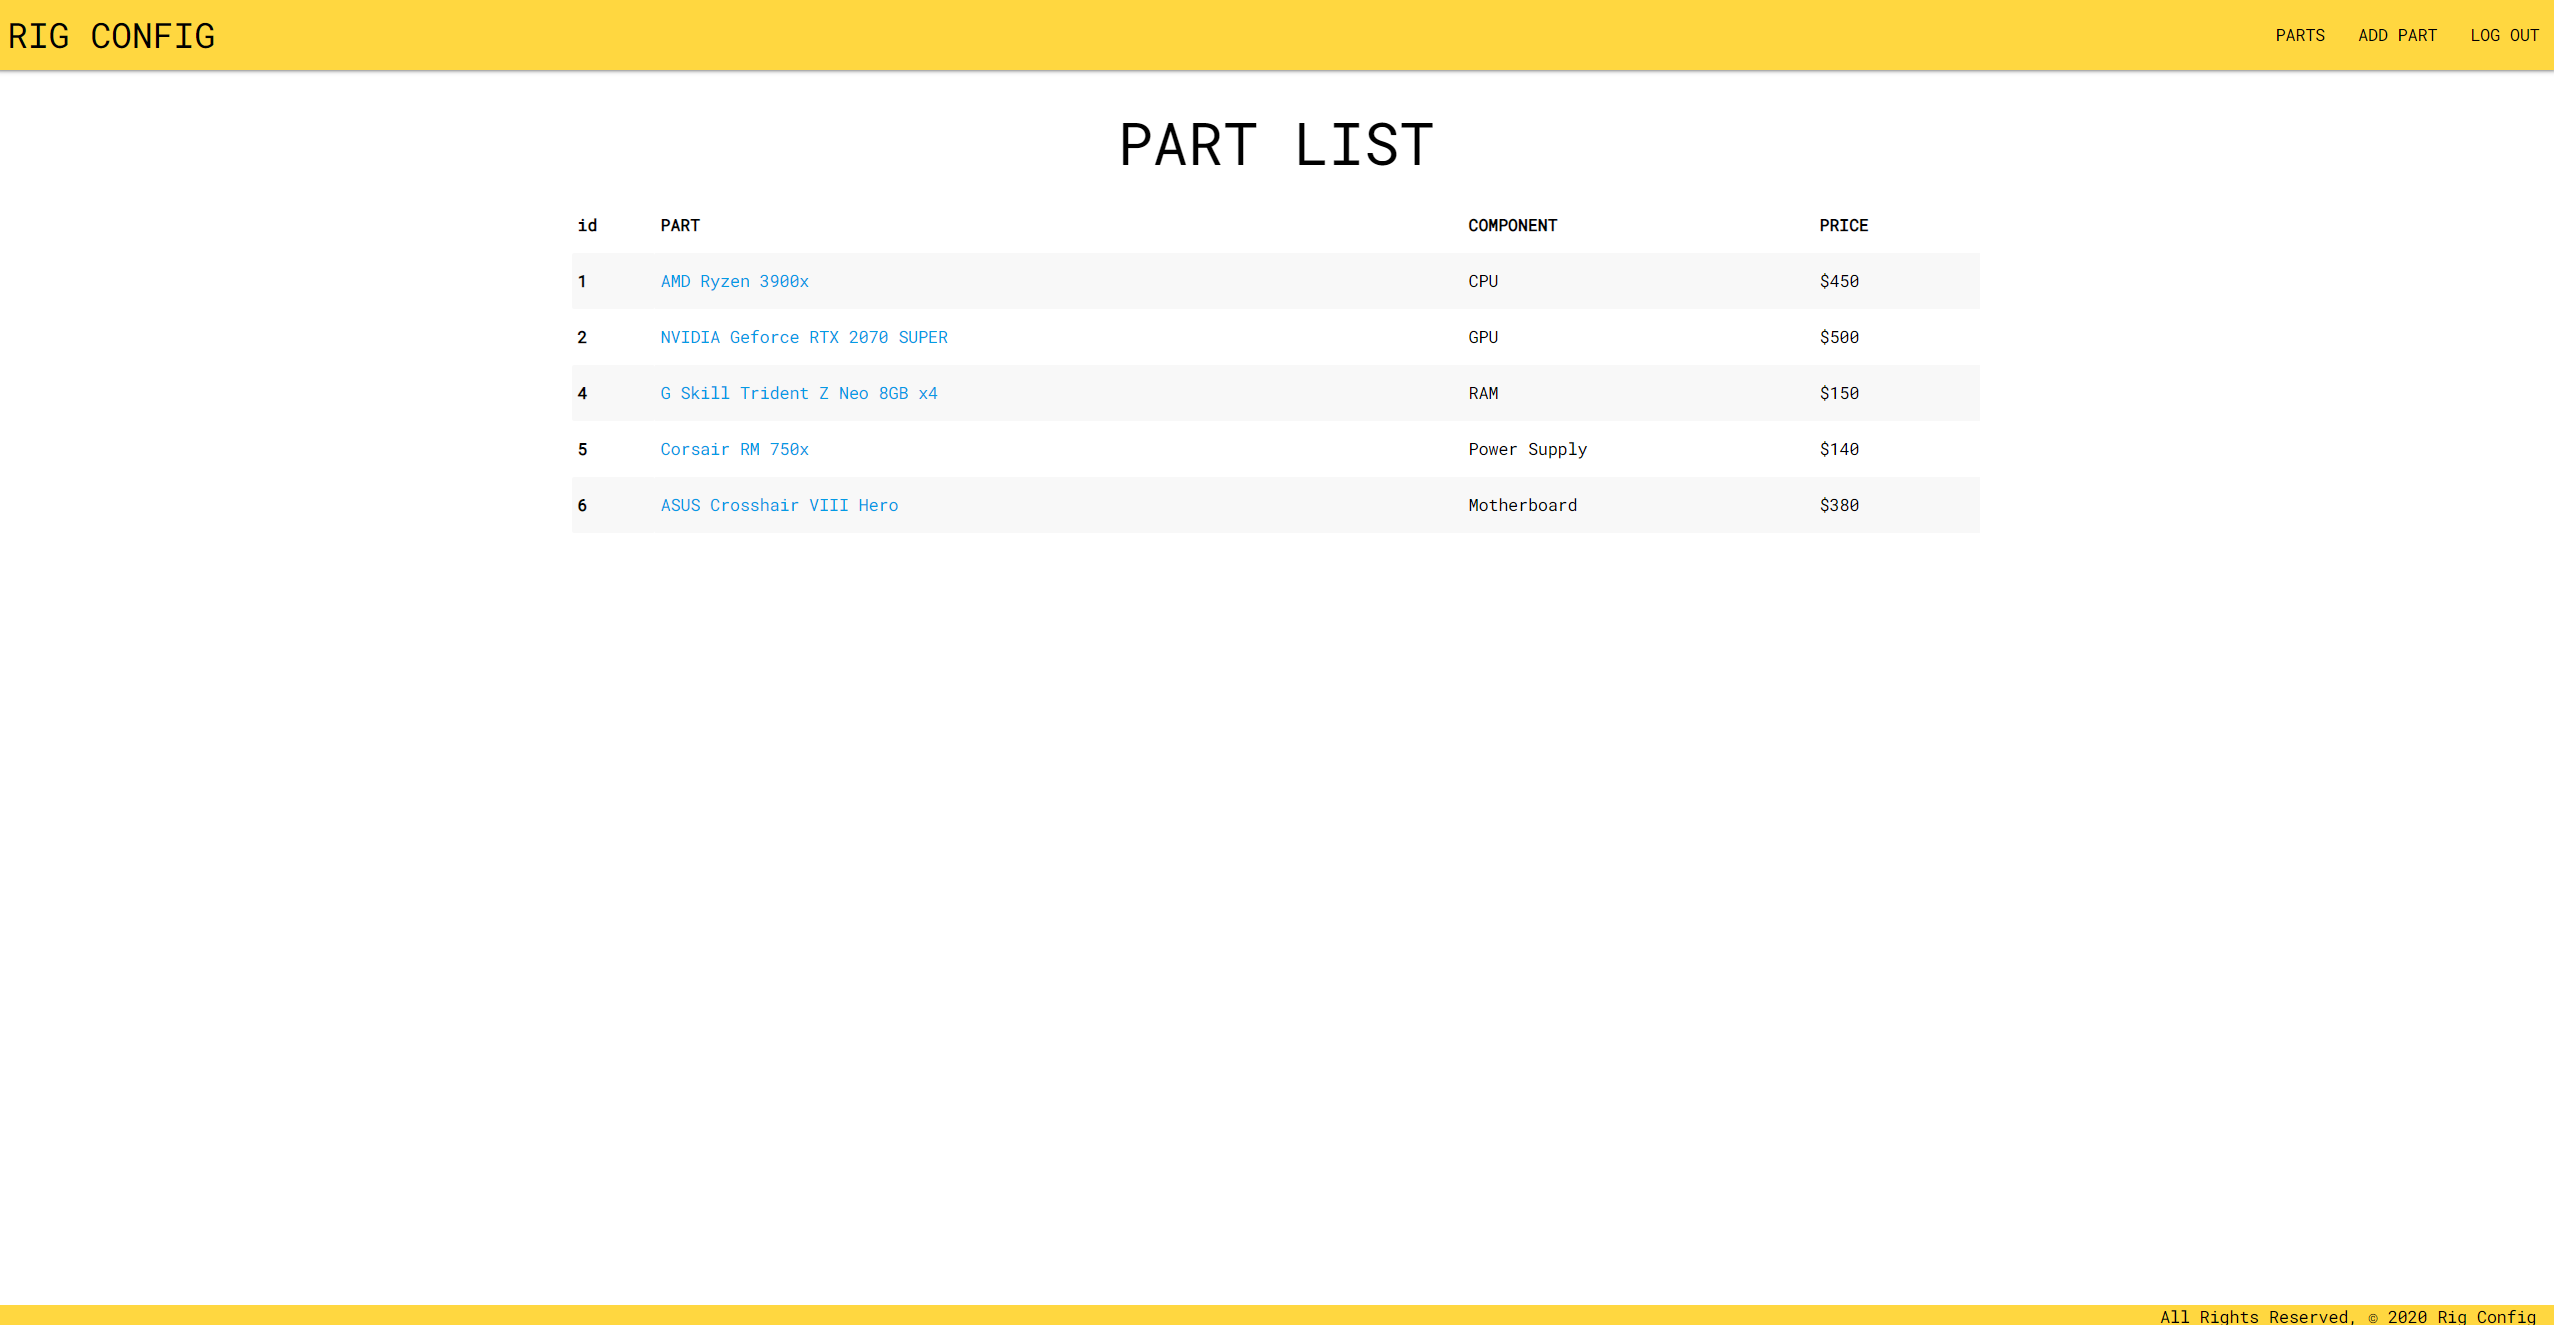 RIG CONFIG PARTS ADD PART LOG OUT
PART LIST
id PART COMPONENT PRICE
1 AMD Ryzen 3900x CPU $450
2 NVIDIA Geforce RTX 2070 SUPER GPU $500
4 G Skill Trident Z Neo 8GB x4 RAM $150
5 Corsair RM 750x Power Supply $140
6 ASUS Crosshair VIII Hero Motherboard $380
All Rights Reserved, © 2020 Rig Config